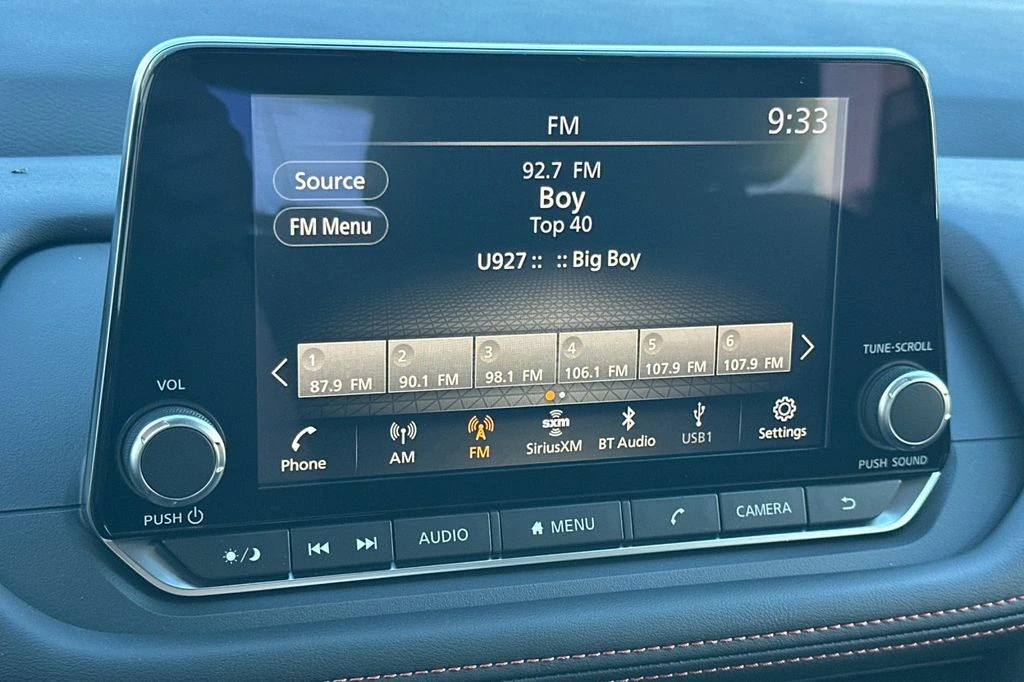 FM
9:33
Source
FM Menu
92.7 FM
Boy
Top 40
U927 :: :: Big Boy
1
87.9 FM
2
90.1 FM
3
98.1 FM
4
106.1 FM
5
107.9 FM
6
107.9 FM
Phone
AM
FM
sxm
SiriusXM
BT Audio
USB1
Settings
VOL
PUSH
TUNE·SCROLL
PUSH SOUND
AUDIO
MENU
CAMERA